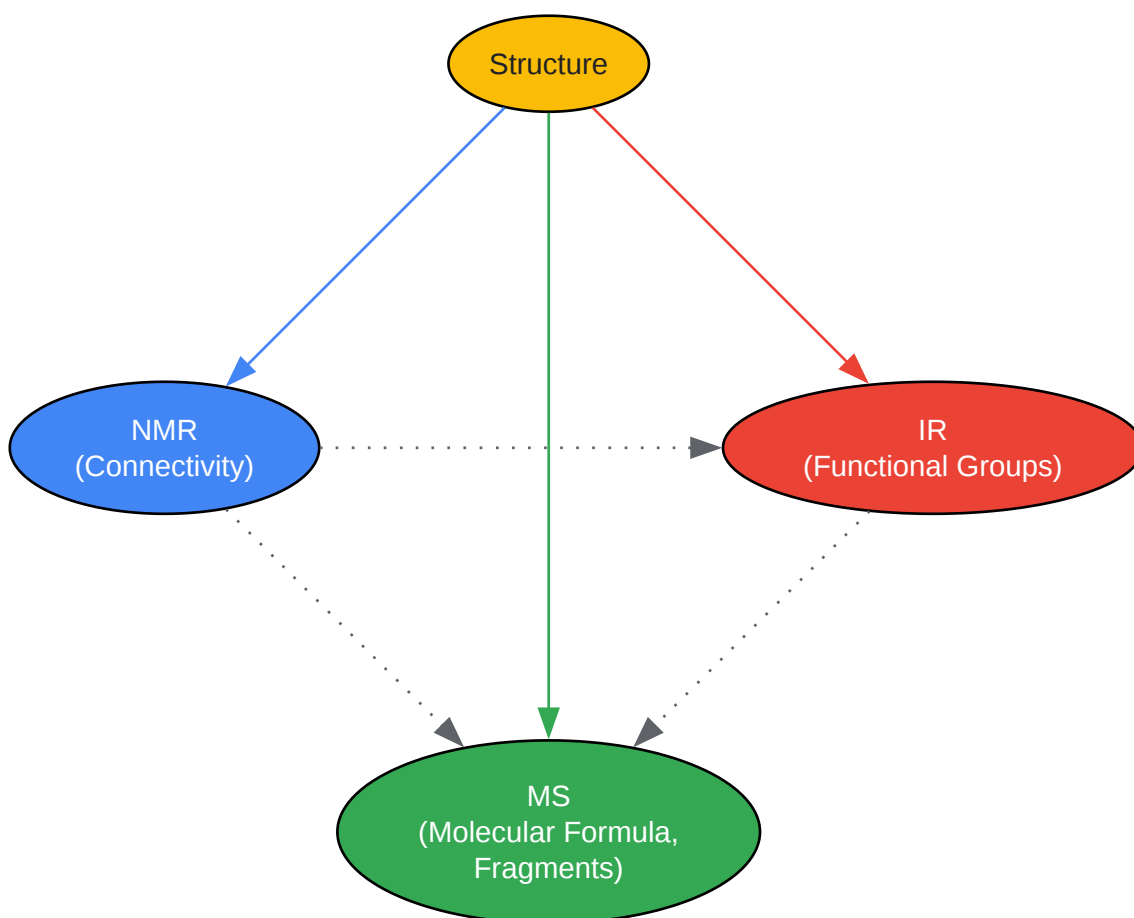 Structure
NMR
(Connectivity)
IR
(Functional Groups)
MS
(Molecular Formula,
Fragments)